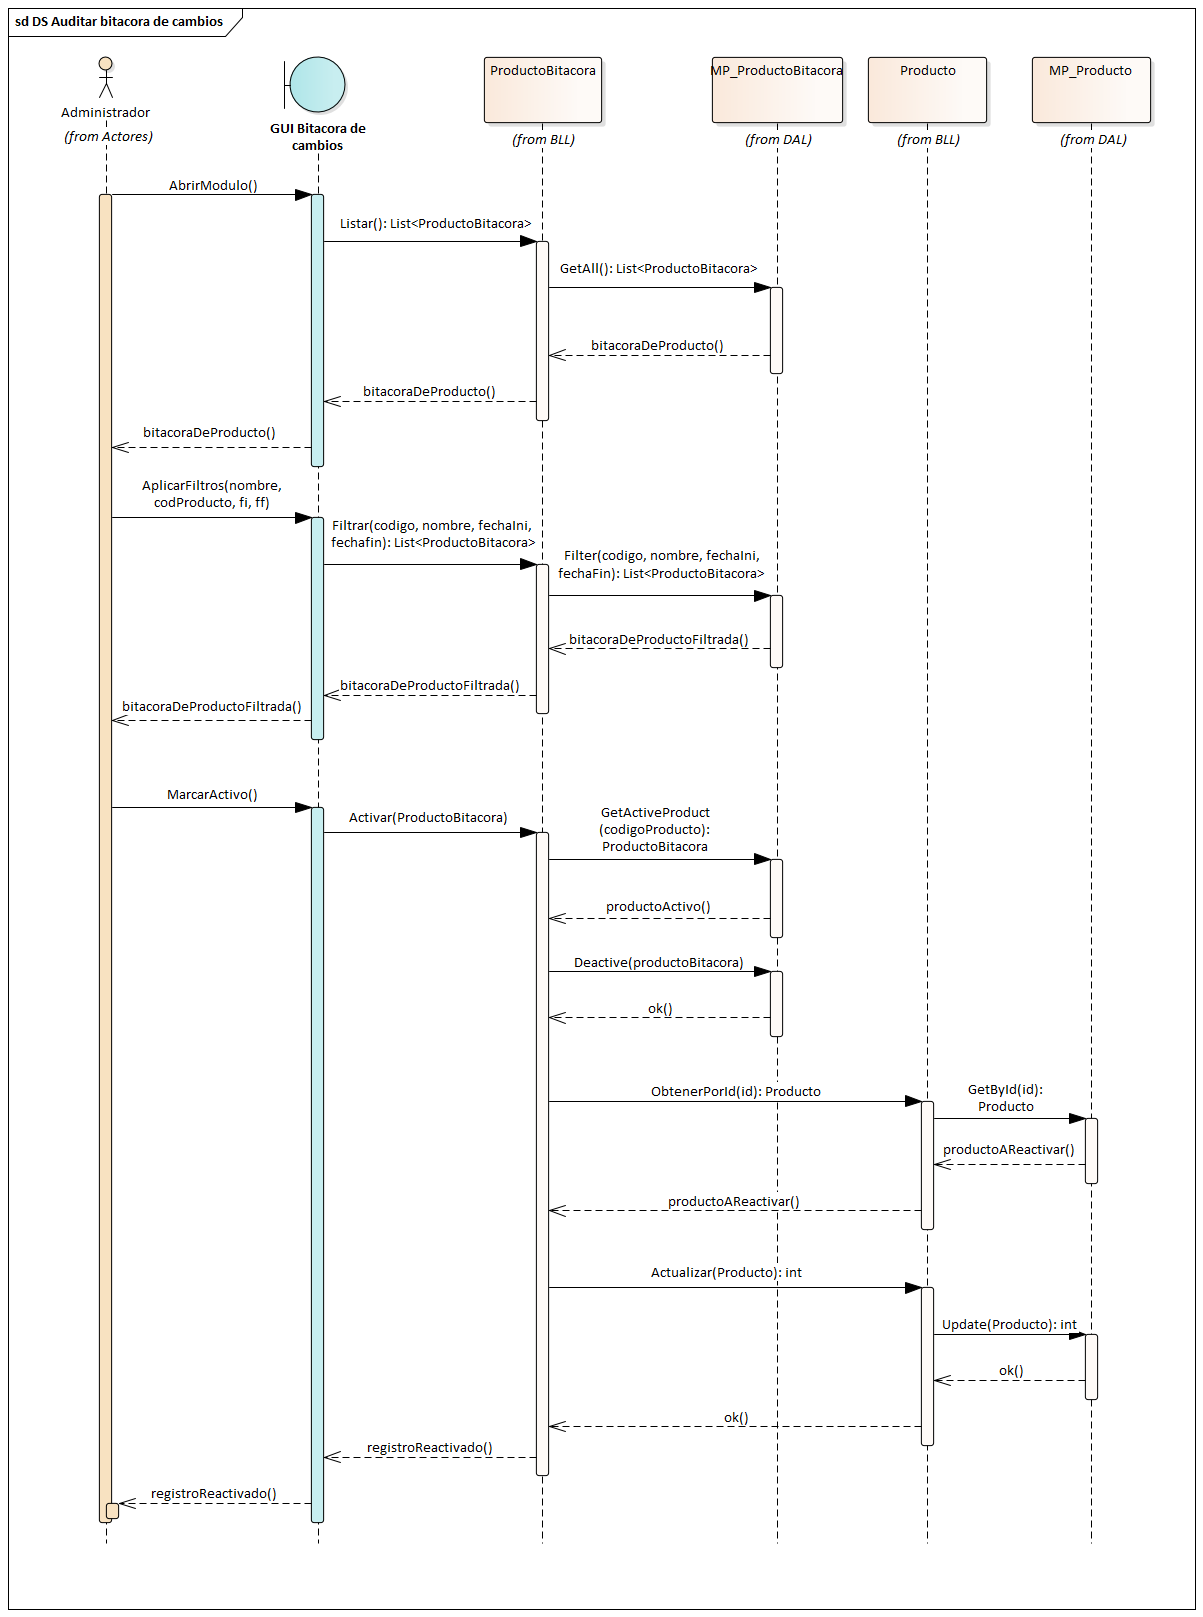 sd DS Auditar bitacora de cambios
Administrador
(from Actores)
GUI Bitacora de
cambios
ProductoBitacora
(from BLL)
MP_ProductoBitacora
(from DAL)
Producto
(from BLL)
MP_Producto
(from DAL)
AbrirModulo()
Listar(): List<ProductoBitacora>
GetAll(): List<ProductoBitacora>
bitacoraDeProducto()
bitacoraDeProducto()
bitacoraDeProducto()
AplicarFiltros(nombre,
codProducto, fi, ff)
Filtrar(codigo, nombre, fechaIni,
fechafin): List<ProductoBitacora>
Filter(codigo, nombre, fechaIni,
fechaFin): List<ProductoBitacora>
bitacoraDeProductoFiltrada()
bitacoraDeProductoFiltrada()
bitacoraDeProductoFiltrada()
MarcarActivo()
Activar(ProductoBitacora)
GetActiveProduct
(codigoProducto):
ProductoBitacora
productoActivo()
Deactive(productoBitacora)
ok()
ObtenerPorId(id): Producto
GetById(id):
Producto
productoAReactivar()
productoAReactivar()
Actualizar(Producto): int
Update(Producto): int
ok()
ok()
registroReactivado()
registroReactivado()